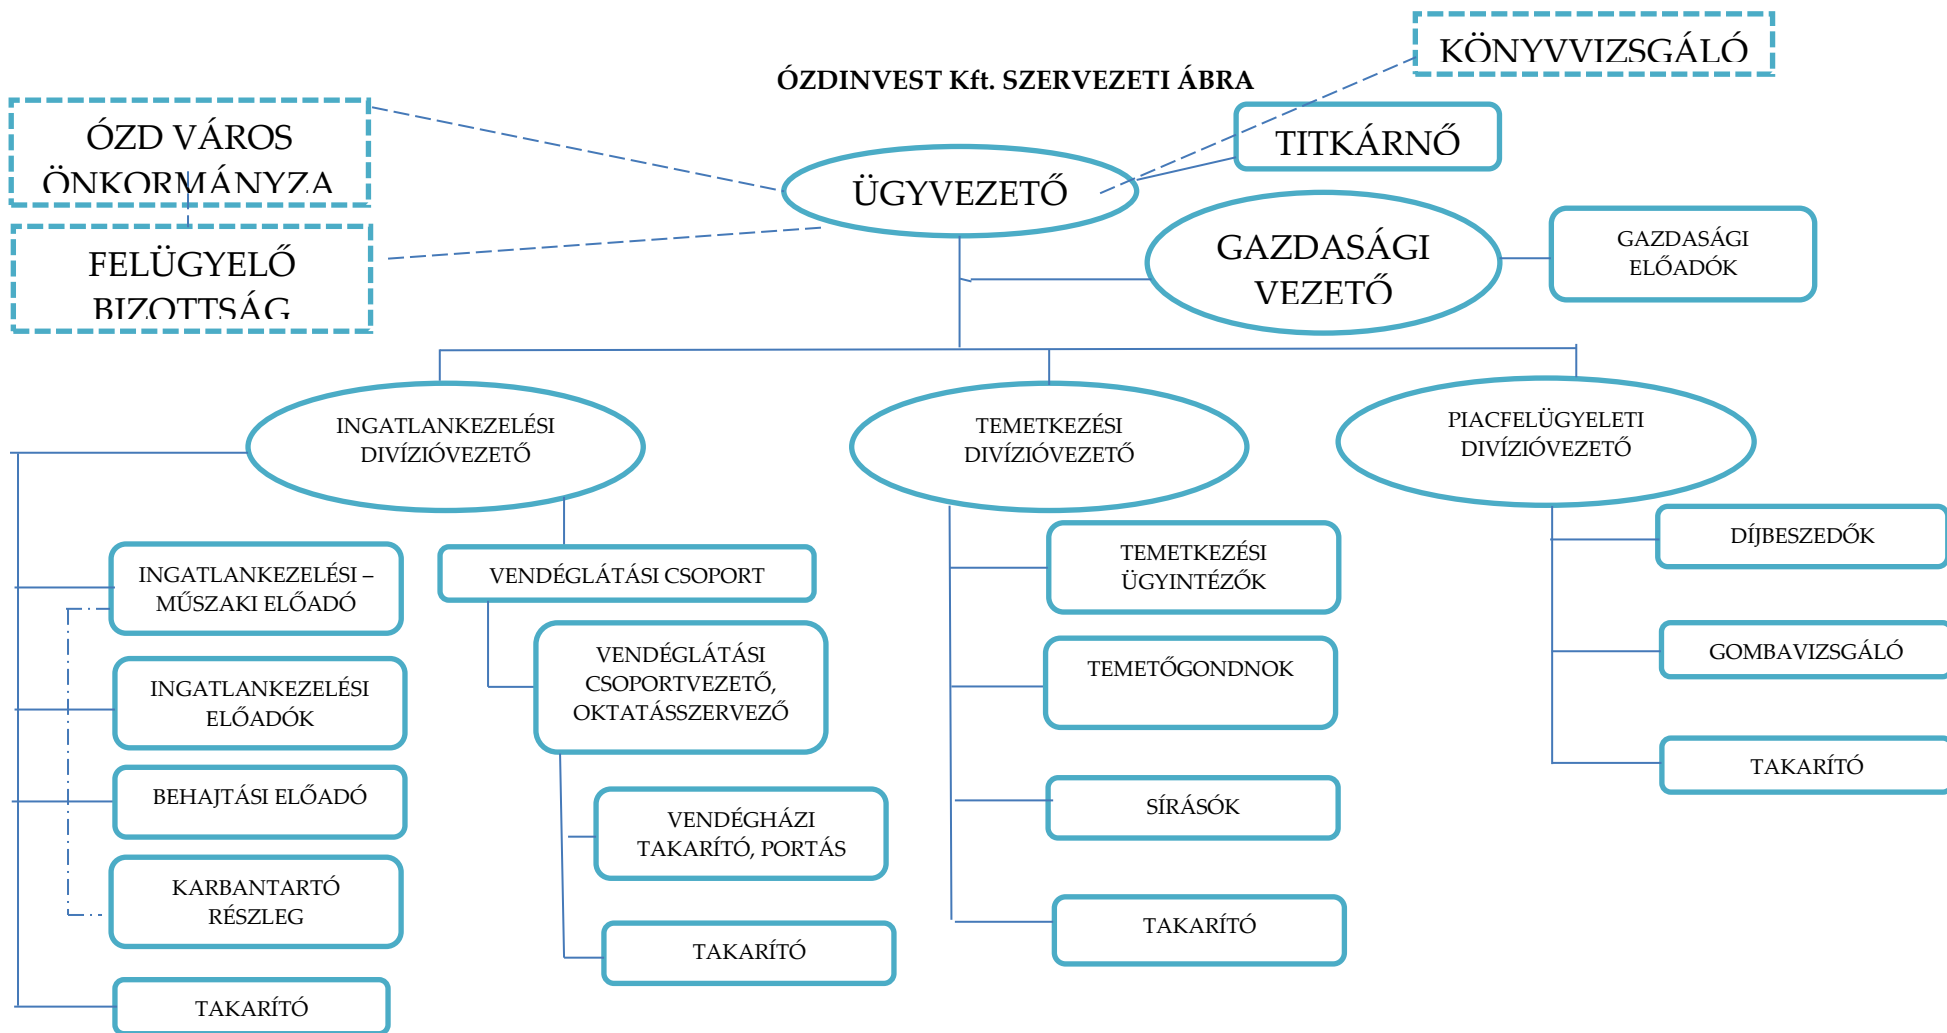 KÖNYVVIZSGÁLÓ
ÓZDINVEST Kft. SZERVEZETI ÁBRA
ÓZD VÁROS
ÖNKORMÁNYZA
TITKÁRNŐ
ÜGYVEZETŐ
FELÜGYELŐ
BIZOTTSÁG
GAZDASÁGI
VEZETŐ
GAZDASÁGI
ELŐADÓK
INGATLANKEZELÉSI
DIVÍZIÓVEZETŐ
TEMETKEZÉSI
DIVÍZIÓVEZETŐ
PIACFELÜGYELETI
DIVÍZIÓVEZETŐ
INGATLANKEZELÉSI –
MŰSZAKI ELŐADÓ
INGATLANKEZELÉSI
ELŐADÓK
BEHAJTÁSI ELŐADÓ
KARBANTARTÓ
RÉSZLEG
TAKARÍTÓ
VENDÉGLÁTÁSI CSOPORT
VENDÉGLÁTÁSI
CSOPORTVEZETŐ,
OKTATÁSSZERVEZŐ
VENDÉGHÁZI
TAKARÍTÓ, PORTÁS
TAKARÍTÓ
TEMETKEZÉSI
ÜGYINTÉZŐK
TEMETŐGONDNOK
SÍRÁSÓK
TAKARÍTÓ
DÍJBESZEDŐK
GOMBAVIZSGÁLÓ
TAKARÍTÓ